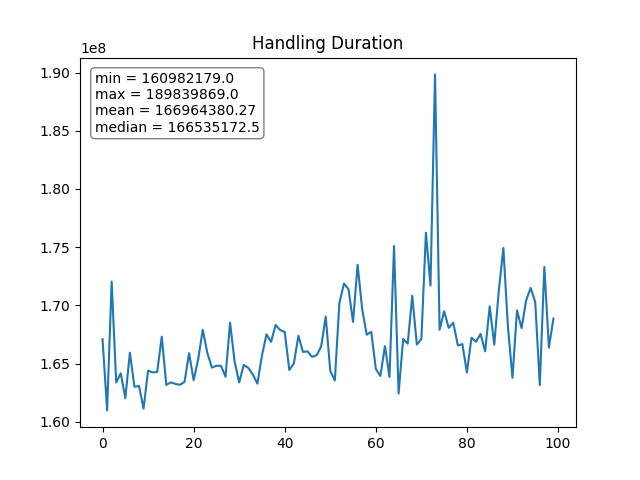 Handling Duration
1e8
min = 160982179.0
max = 189839869.0
mean = 166964380.27
median = 166535172.5
1.90
1.85
1.80
1.75
1.70
1.65
1.60
0 20 40 60 80 100